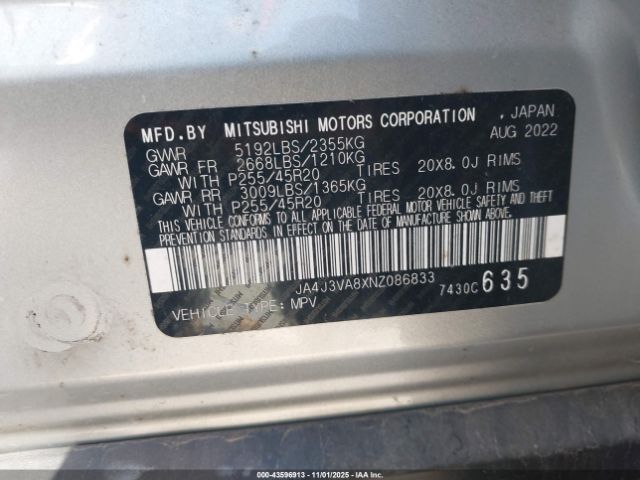 MFD.BY MITSUBISHI MOTORS CORPORATION , JAPAN
AUG 2022
GVWR 5192LBS/2355KG
GAWR FR 2668LBS/1210KG
WITH P255/45R20 TIRES 20X8.0J RIMS
GAWR RR 3009LBS/1365KG
WITH P255/45R20 TIRES 20X8.0J RIMS
THIS VEHICLE CONFORMS TO ALL APPLICABLE FEDERAL MOTOR VEHICLE SAFETY AND THEFT
PREVENTION STANDARDS IN EFFECT ON THE DATE OF MANUFACTURE SHOWN ABOVE.
JA4J3VA8XNZ086833 7430C 635
VEHICLE TYPE: MPV
000-43596913 - 11/01/2025 - IAAHQCARADS